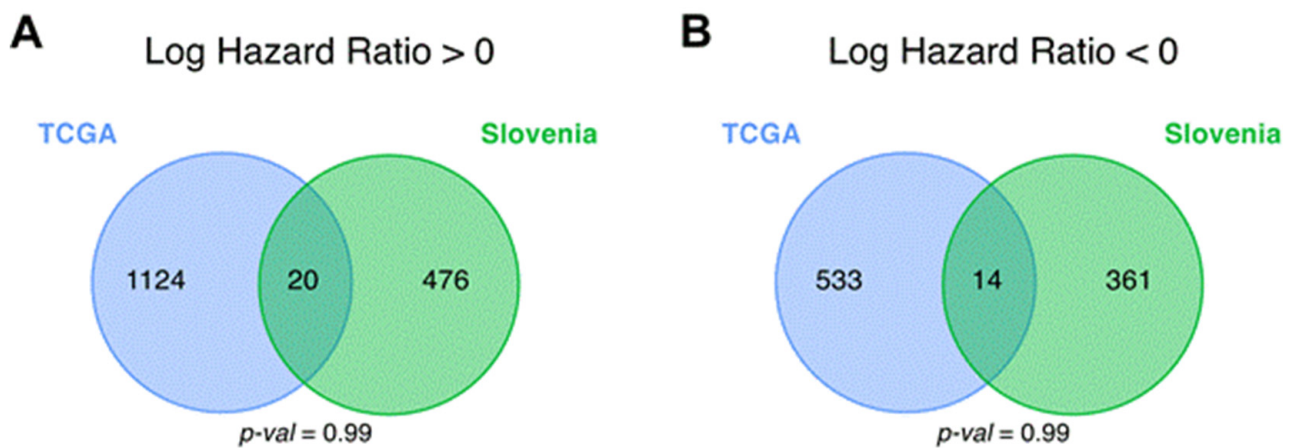 A
Log Hazard Ratio > 0
TCGA
Slovenia
1124
20
476
p-val = 0.99
B
Log Hazard Ratio < 0
TCGA
Slovenia
533
14
361
p-val = 0.99